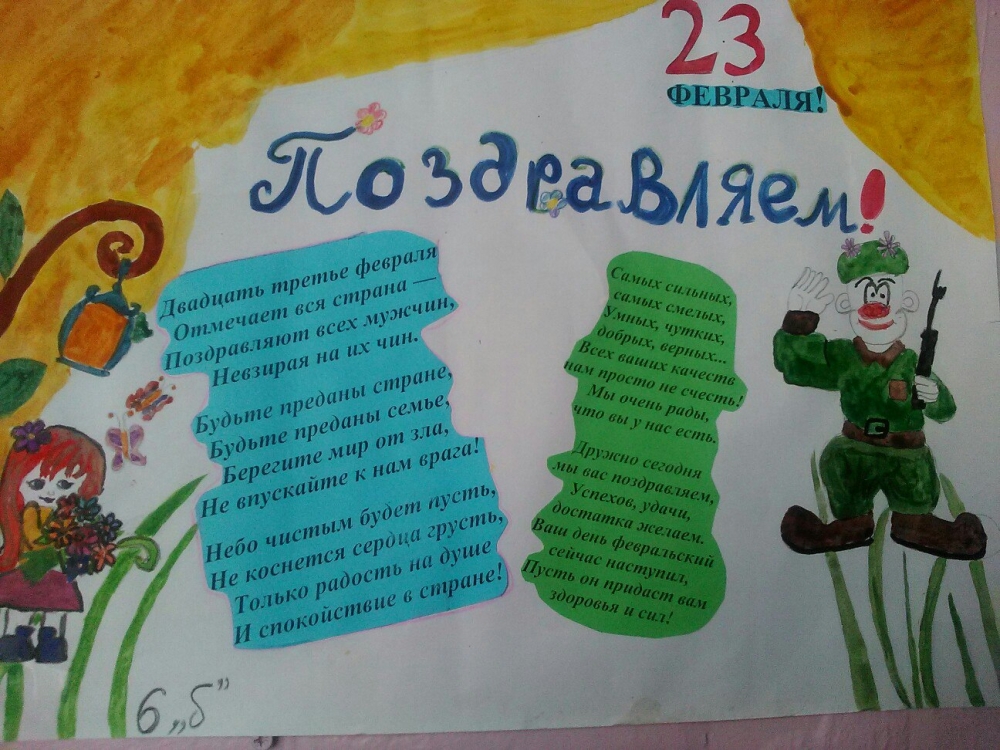 23
ФЕВРАЛЯ!
Поздравляем!
Двадцать третье февраля
Отмечает вся страна —
Поздравляют всех мужчин,
Невзирая на их чин.
Будьте преданы стране,
Будьте преданы семье,
Берегите мир от зла,
Не впускайте к нам врага!
Небо чистым будет пусть,
Не коснется сердца грусть,
Только радость на душе
И спокойствие в стране!
Самых сильных,
самых смелых,
Умных, чутких,
добрых, верных...
Всех ваших качеств
нам просто не счесть!
Мы очень рады,
что вы у нас есть.
Дружно сегодня
мы вас поздравляем,
Успехов, удачи,
достатка желаем.
Ваш день февральский
сейчас наступил,
Пусть он придаст вам
здоровья и сил!
6 „б”